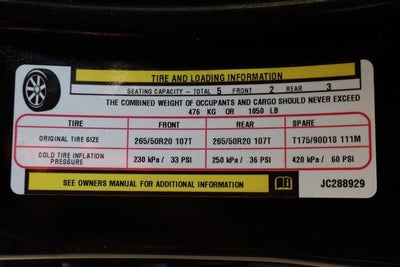 TIRE AND LOADING INFORMATION
SEATING CAPACITY - TOTAL 5 FRONT 2 REAR 3
THE COMBINED WEIGHT OF OCCUPANTS AND CARGO SHOULD NEVER EXCEED
476 KG OR 1050 LB
TIRE FRONT REAR SPARE
ORIGINAL TIRE SIZE 265/50R20 107T 265/50R20 107T T175/90D18 111M
COLD TIRE INFLATION PRESSURE 230 kPa / 33 PSI 250 kPa / 36 PSI 420 kPa / 60 PSI
SEE OWNERS MANUAL FOR ADDITIONAL INFORMATION JC288929